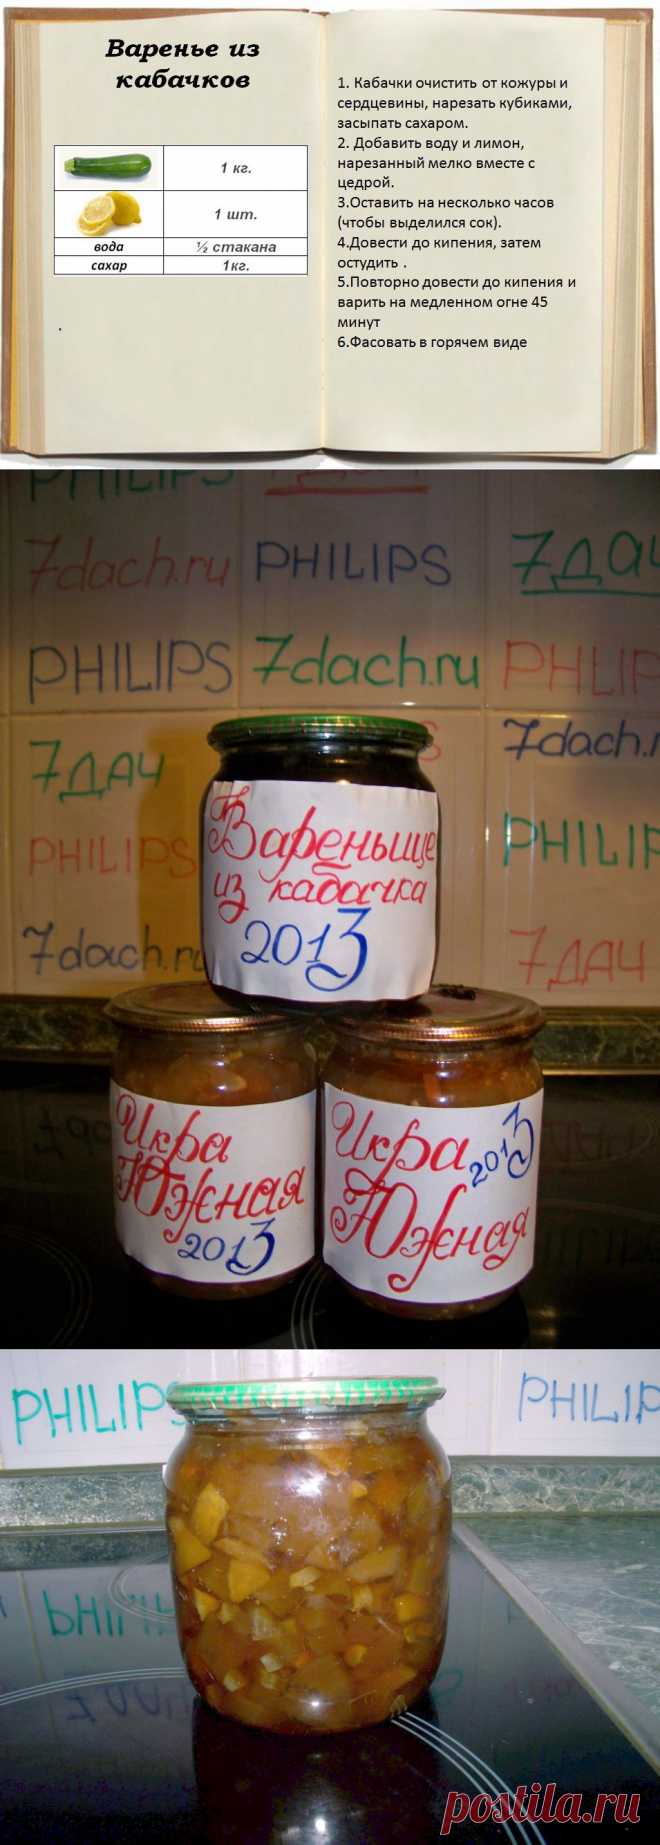 Варенье из
кабачков
1 кг.
1 шт.
вода ½ стакана
сахар 1кг.
.
1. Кабачки очистить от кожуры и
сердцевины, нарезать кубиками,
засыпать сахаром.
2. Добавить воду и лимон,
нарезанный мелко вместе с
цедрой.
3.Оставить на несколько часов
(чтобы выделился сок).
4.Довести до кипения, затем
остудить .
5.Повторно довести до кипения и
варить на медленном огне 45
минут
6.Фасовать в горячем виде
PHILIPS
7dach.ru PHILIPS 7дач
PHILIPS 7dach.ru PHLIP
7дач 7dach.r
PHILIPS PHILIP
7dach.ru 7дач
Вареньице
из кабачка
2013
Икра
Южная
2013
Икра 2013
Южная
PHILIPS PHILIP
postila.ru